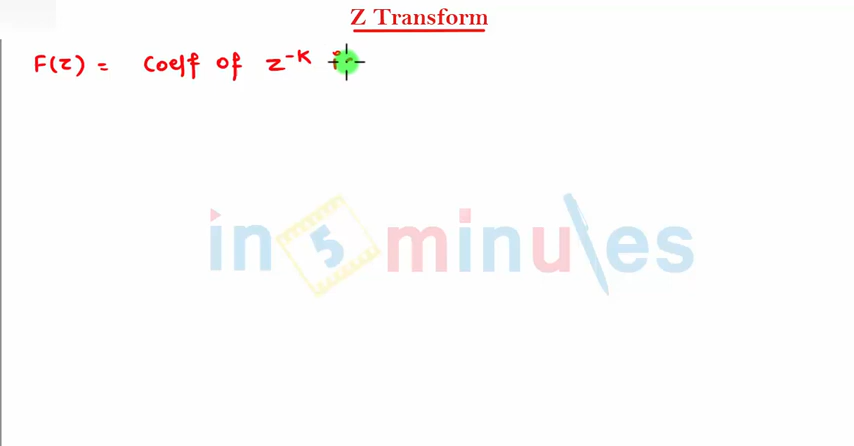 Z Transform
F(z) = Coeff of z^-K
in 5 minutes